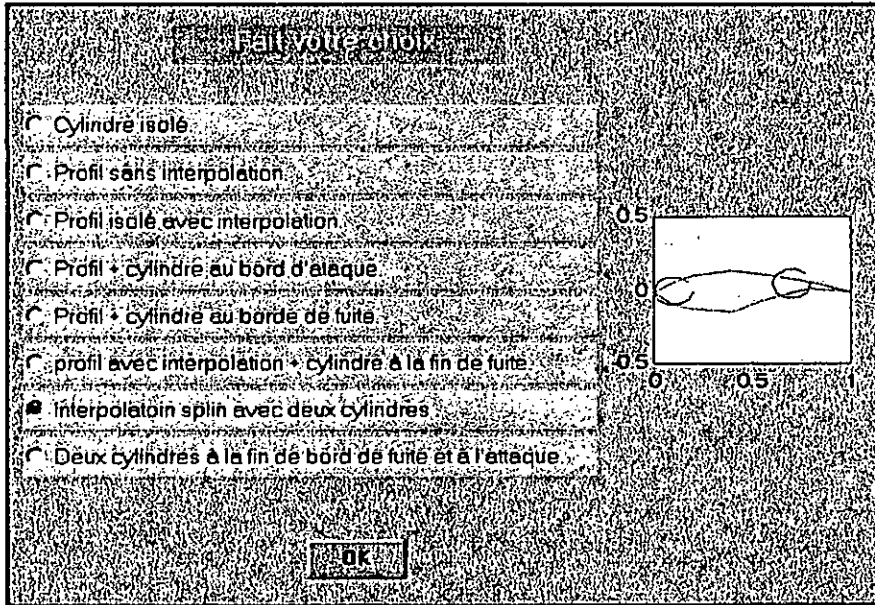 Fait votre choix
Cylindre isolé.
Profil sans interpolation.
Profil isolé avec interpolation.
Profil + cylindre au bord d'ataque.
Profil + cylindre au borde de fuite.
profil avec interpolation + cylindre à la fin de fuite.
Interpolatoin splin avec deux cylindres
Deux cylindres à la fin de bord de fuite et à l'attaque.
0.5
0
0.5
0
0.5
1
OK